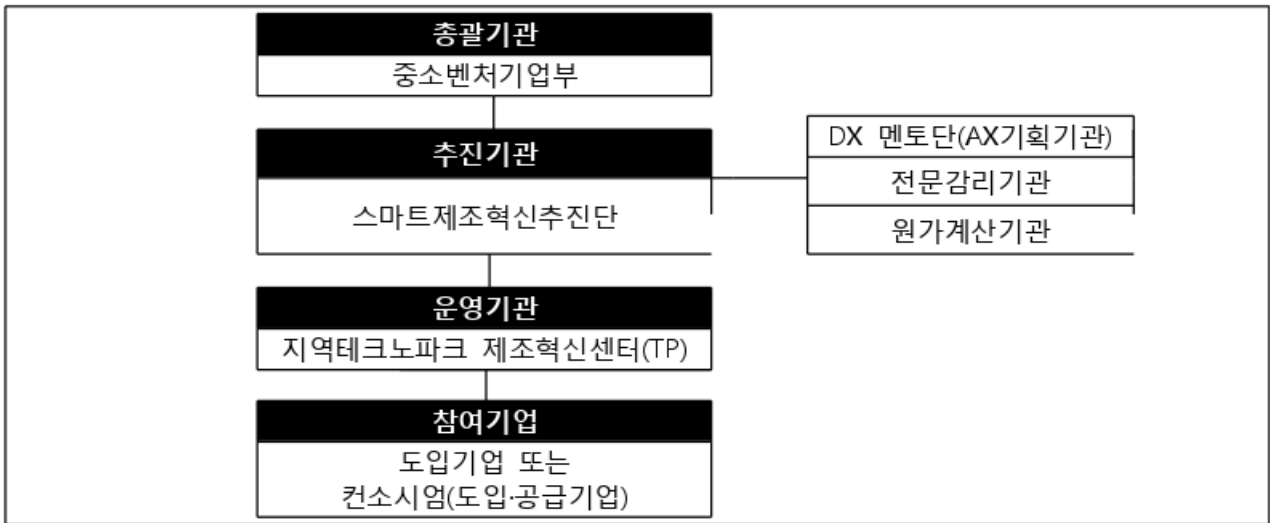 총괄기관
중소벤처기업부
추진기관
스마트제조혁신추진단
DX 멘토단(AX기획기관)
전문감리기관
원가계산기관
운영기관
지역테크노파크 제조혁신센터(TP)
참여기업
도입기업 또는
컨소시엄(도입·공급기업)